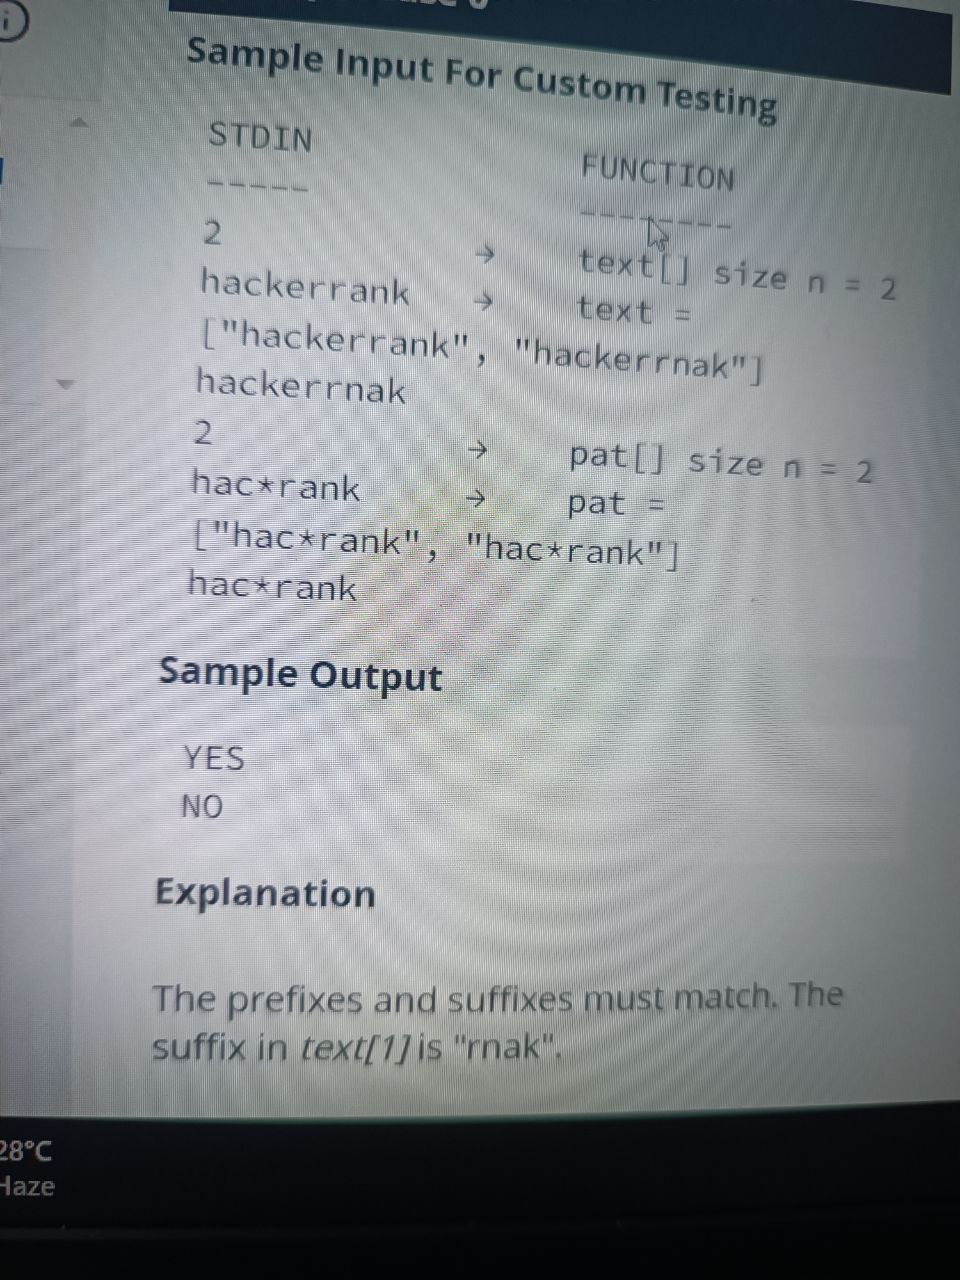 Sample Input For Custom Testing
STDIN FUNCTION
----- --------
2 → text[] size n = 2
hackerrank → text =
["hackerrank", "hackerrnak"]
hackerrnak
2 → pat[] size n = 2
hac*rank → pat =
["hac*rank", "hac*rank"]
hac*rank
Sample Output
YES
NO
Explanation
The prefixes and suffixes must match. The
suffix in text[1] is "rnak".
28°C
Haze